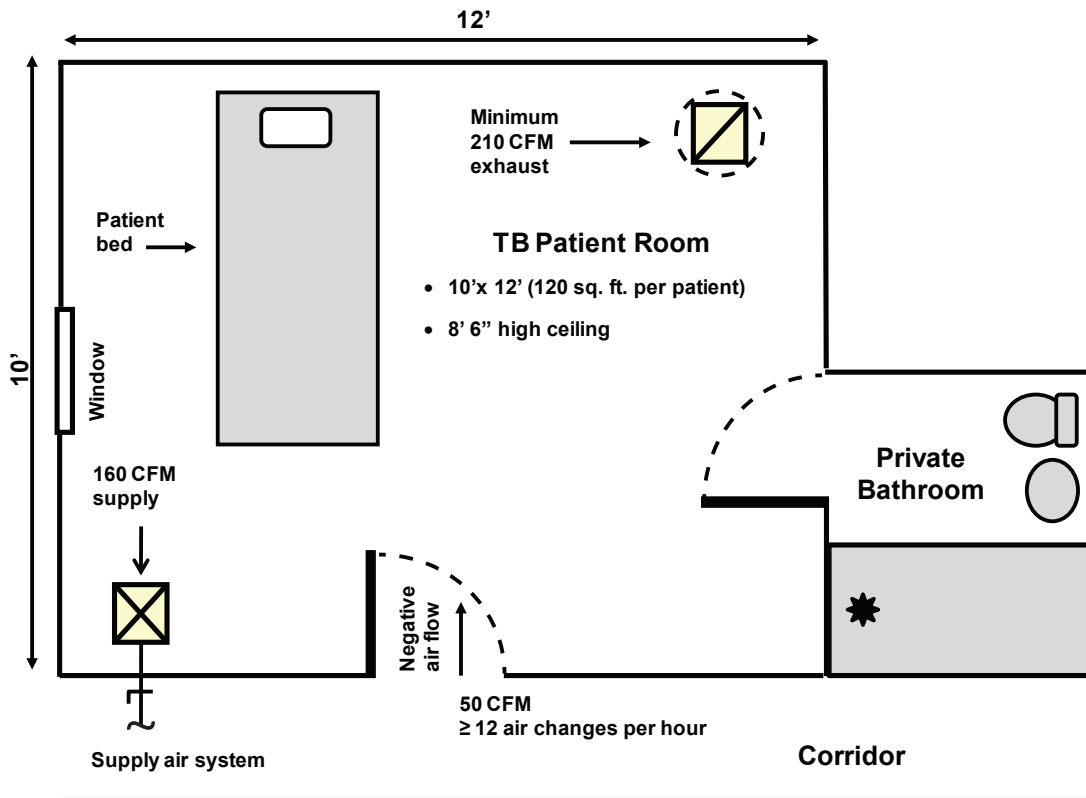 12’
Minimum
210 CFM
exhaust
Patient
bed
TB Patient Room
• 10’x 12’ (120 sq. ft. per patient)
• 8’ 6” high ceiling
10’
Window
160 CFM
supply
Private
Bathroom
Negative
air flow
50 CFM
≥ 12 air changes per hour
Supply air system
Corridor